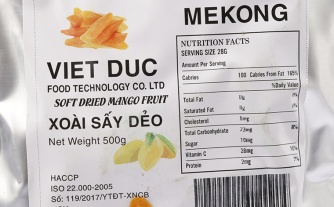 MEKONG
VIET DUC
FOOD TECHNOLOGY CO. LTD
SOFT DRIED MANGO FRUIT
XOÀI SẤY DẺO
Net Weight 500g
HACCP
ISO 22.000-2005
Số: 119/2017/YTĐT-XNCB
NUTRITION FACTS
SERVING SIZE 28G
Amount Per Serving
Calories 100 Calories From Fat 165%
%Daily Value
Total Fat 0g
Saturated Fat 0g
Cholesterol 0mg
Total Carbohydrate 23mg 8%
Sugar 10mg
Vitamin C 28mg 10%
Protein 2mg 1%